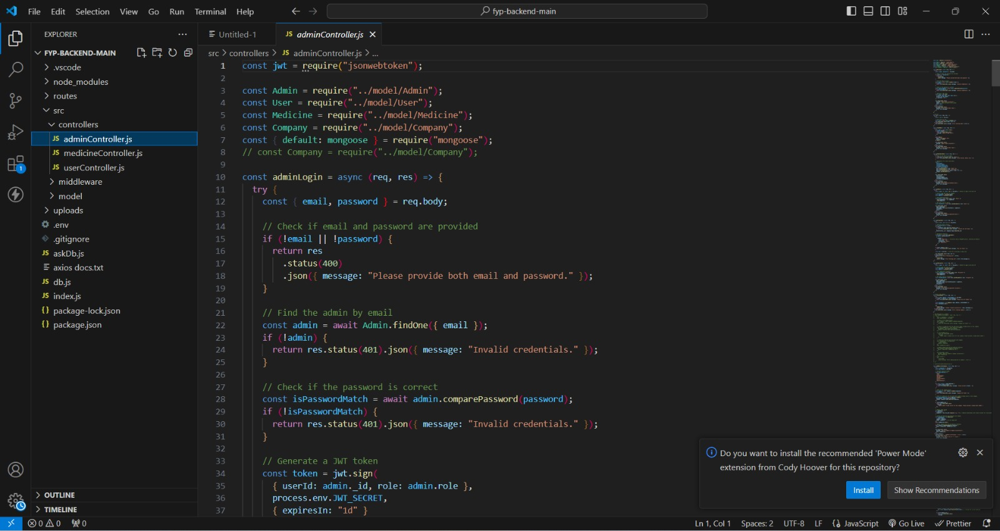 File Edit Selection View Go Run Terminal Help
fyp-backend-main
EXPLORER
FYP-BACKEND-MAIN
.vscode
node_modules
routes
src
controllers
JS adminController.js
JS medicineController.js
JS userController.js
middleware
model
uploads
.env
.gitignore
JS askDb.js
axios docs.txt
JS db.js
JS index.js
{} package-lock.json
{} package.json
OUTLINE
TIMELINE
1
Untitled-1
JS adminController.js
src > controllers > JS adminController.js > ...
1 const jwt = require("jsonwebtoken");
2
3 const Admin = require("../model/Admin");
4 const User = require("../model/User");
5 const Medicine = require("../model/Medicine");
6 const Company = require("../model/Company");
7 const { default: mongoose } = require("mongoose");
8 // const Company = require("../model/Company");
9
10 const adminLogin = async (req, res) => {
11 try {
12 const { email, password } = req.body;
13
14 // Check if email and password are provided
15 if (!email || !password) {
16 return res
17 .status(400)
18 .json({ message: "Please provide both email and password." });
19 }
20
21 // Find the admin by email
22 const admin = await Admin.findOne({ email });
23 if (!admin) {
24 return res.status(401).json({ message: "Invalid credentials." });
25 }
26
27 // Check if the password is correct
28 const isPasswordMatch = await admin.comparePassword(password);
29 if (!isPasswordMatch) {
30 return res.status(401).json({ message: "Invalid credentials." });
31 }
32
33 // Generate a JWT token
34 const token = jwt.sign(
35 { userId: admin._id, role: admin.role },
36 process.env.JWT_SECRET,
37 { expiresIn: "1d" }
Do you want to install the recommended 'Power Mode'
extension from Cody Hoover for this repository?
Install Show Recommendations
0 0 0
Ln 1, Col 1 Spaces: 2 UTF-8 LF {} JavaScript Go Live Prettier